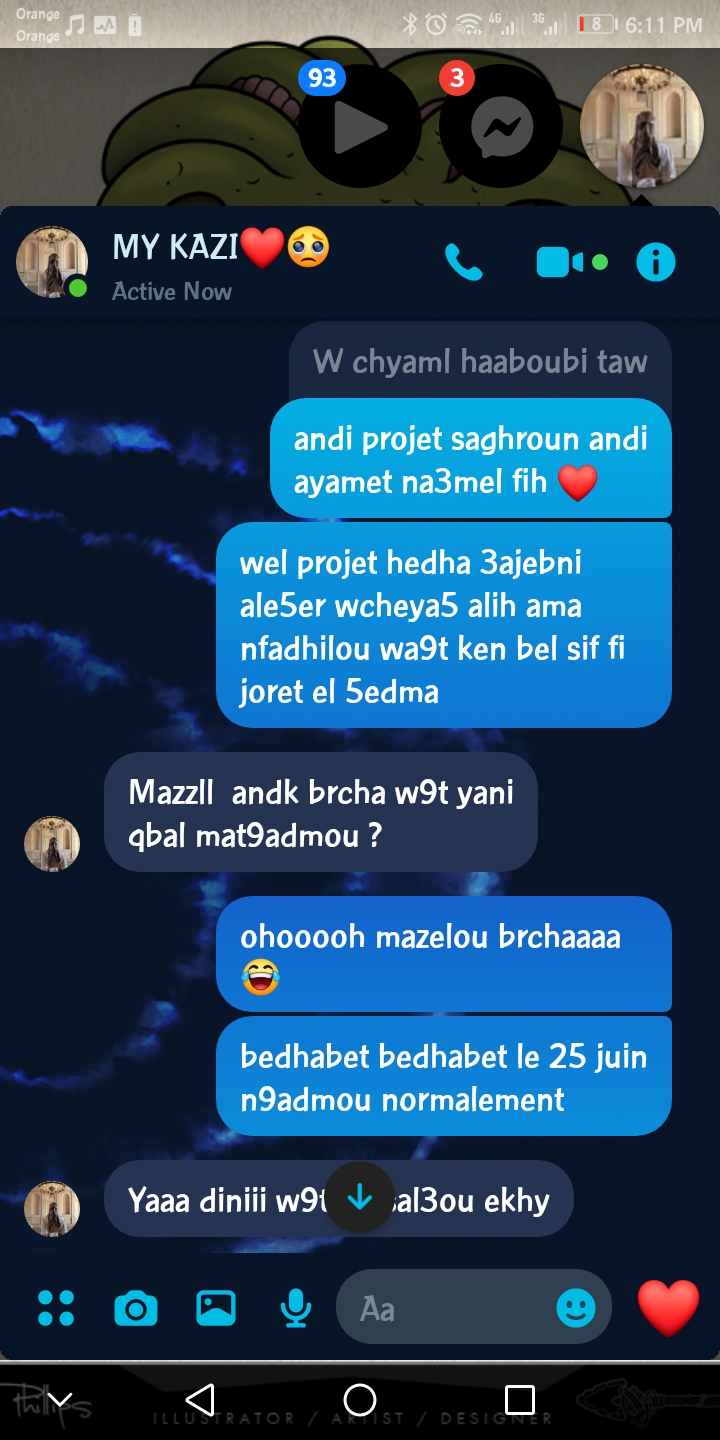 Orange
Orange
4G
3G
8
6:11 PM
93
3
MY KAZI❤️🥺
Active Now
W chyaml haaboubi taw
andi projet saghroun andi
ayamet na3mel fih ❤️
wel projet hedha 3ajebni
ale5er wcheya5 alih ama
nfadhilou wa9t ken bel sif fi
joret el 5edma
Mazzll andk brcha w9t yani
qbal mat9admou ?
ohooooh mazelou brchaaaa
😂
bedhabet bedhabet le 25 juin
n9admou normalement
Yaaa diniii ekhy
Aa
Phillips
ILLUSTRATOR / ARTIST / DESIGNER